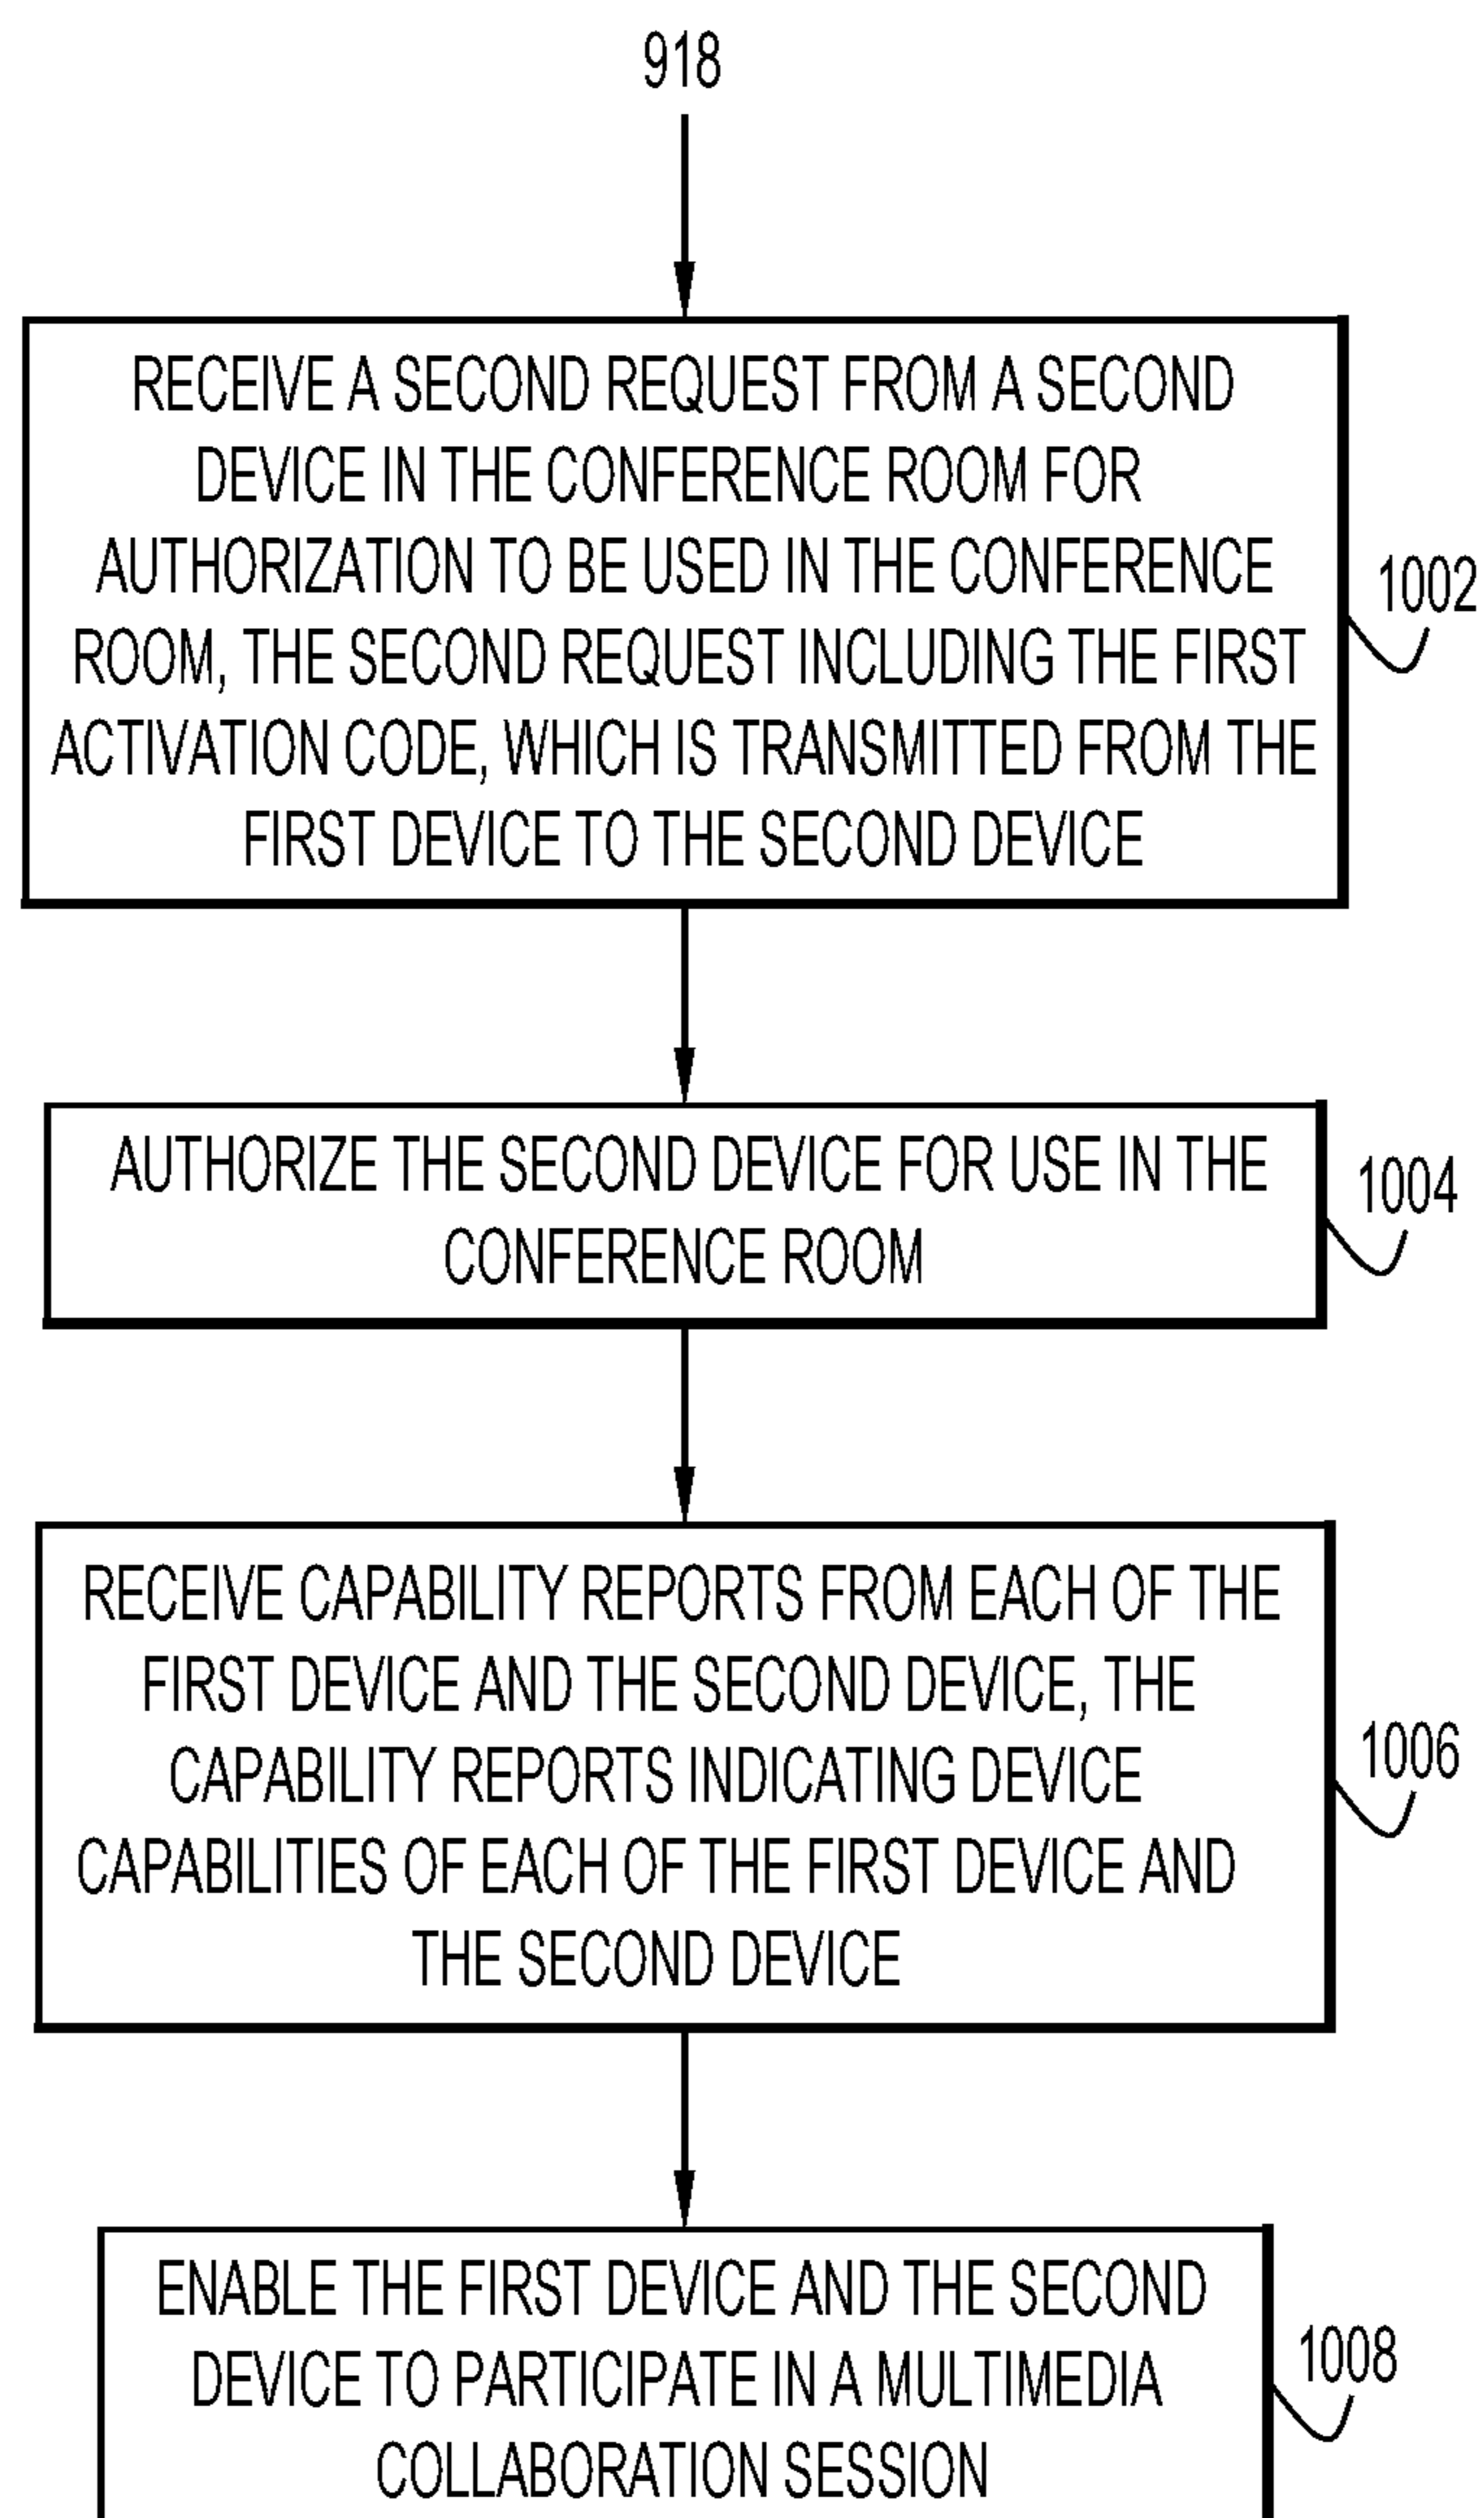 918
RECEIVE A SECOND REQUEST FROM A SECOND
DEVICE IN THE CONFERENCE ROOM FOR
AUTHORIZATION TO BE USED IN THE CONFERENCE
ROOM, THE SECOND REQUEST INCLUDING THE FIRST
ACTIVATION CODE, WHICH IS TRANSMITTED FROM THE
FIRST DEVICE TO THE SECOND DEVICE
1002
AUTHORIZE THE SECOND DEVICE FOR USE IN THE
CONFERENCE ROOM
1004
RECEIVE CAPABILITY REPORTS FROM EACH OF THE
FIRST DEVICE AND THE SECOND DEVICE, THE
CAPABILITY REPORTS INDICATING DEVICE
CAPABILITIES OF EACH OF THE FIRST DEVICE AND
THE SECOND DEVICE
1006
ENABLE THE FIRST DEVICE AND THE SECOND
DEVICE TO PARTICIPATE IN A MULTIMEDIA
COLLABORATION SESSION
1008